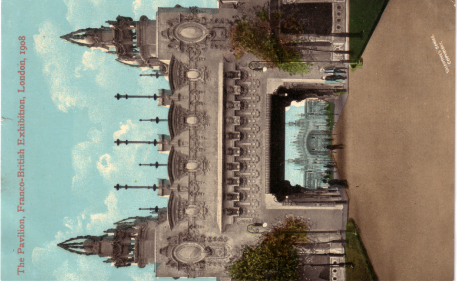 The Pavilion, Franco-British Exhibition, London, 1908